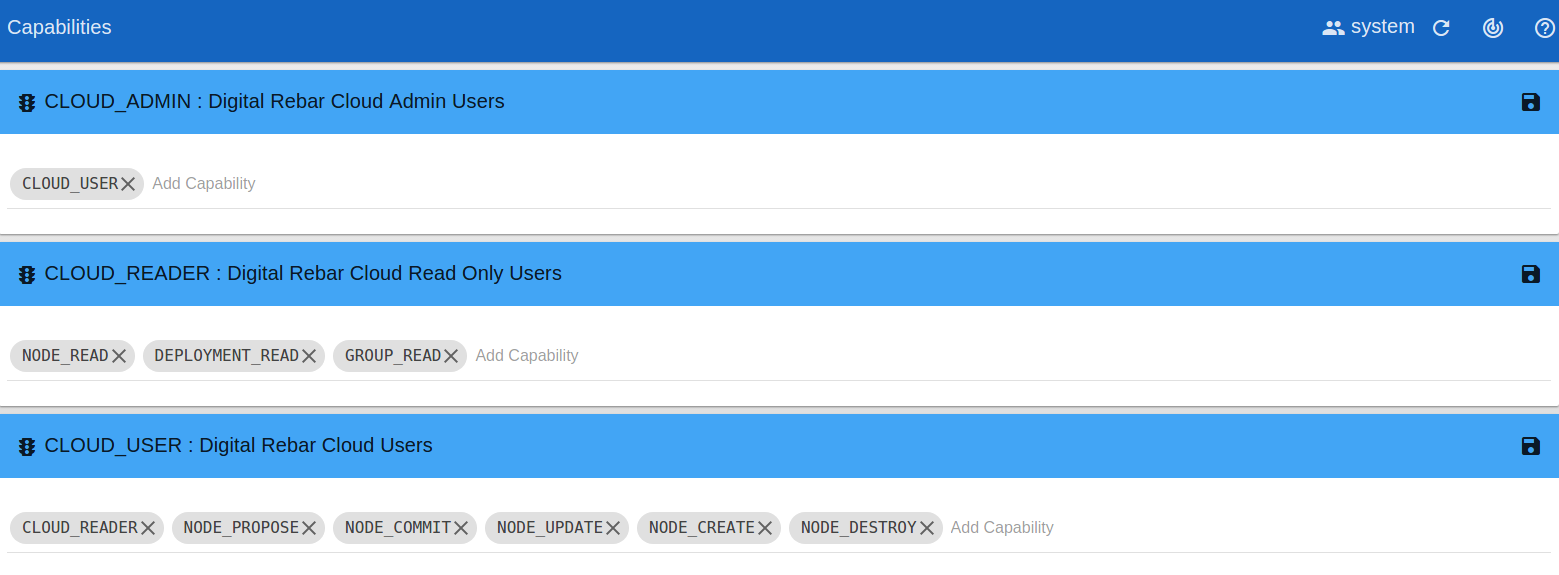 Capabilities system
CLOUD_ADMIN : Digital Rebar Cloud Admin Users
CLOUD_USER Add Capability
CLOUD_READER : Digital Rebar Cloud Read Only Users
NODE_READ DEPLOYMENT_READ GROUP_READ Add Capability
CLOUD_USER : Digital Rebar Cloud Users
CLOUD_READER NODE_PROPOSE NODE_COMMIT NODE_UPDATE NODE_CREATE NODE_DESTROY Add Capability